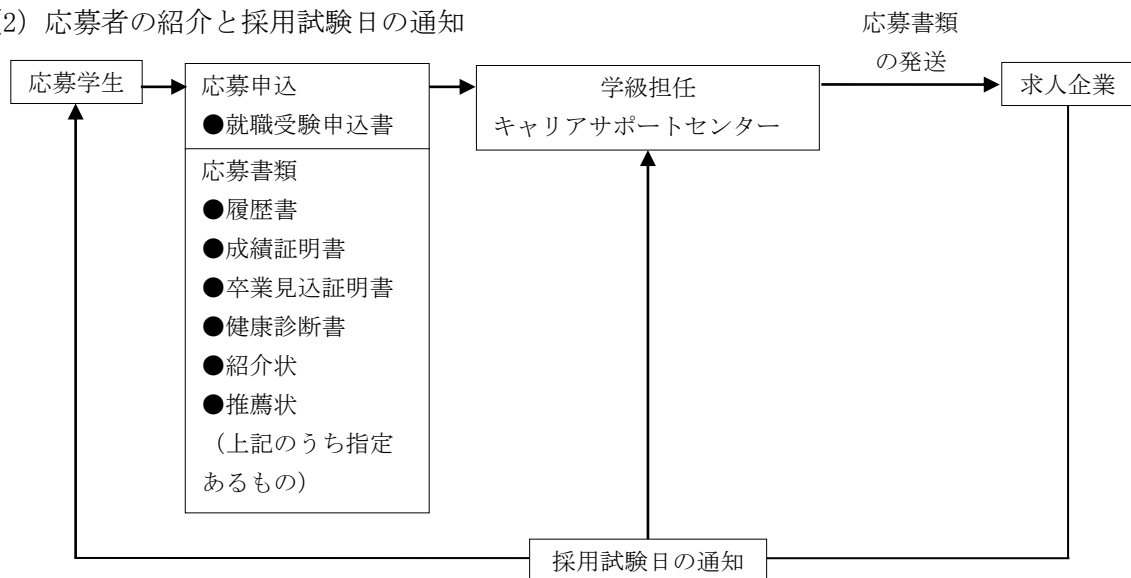 (2) 応募者の紹介と採用試験日の通知
応募書類
の発送
応募学生
応募申込
●就職受験申込書
応募書類
●履歴書
●成績証明書
●卒業見込証明書
●健康診断書
●紹介状
●推薦状
（上記のうち指定
あるもの）
学級担任
キャリアサポートセンター
求人企業
採用試験日の通知